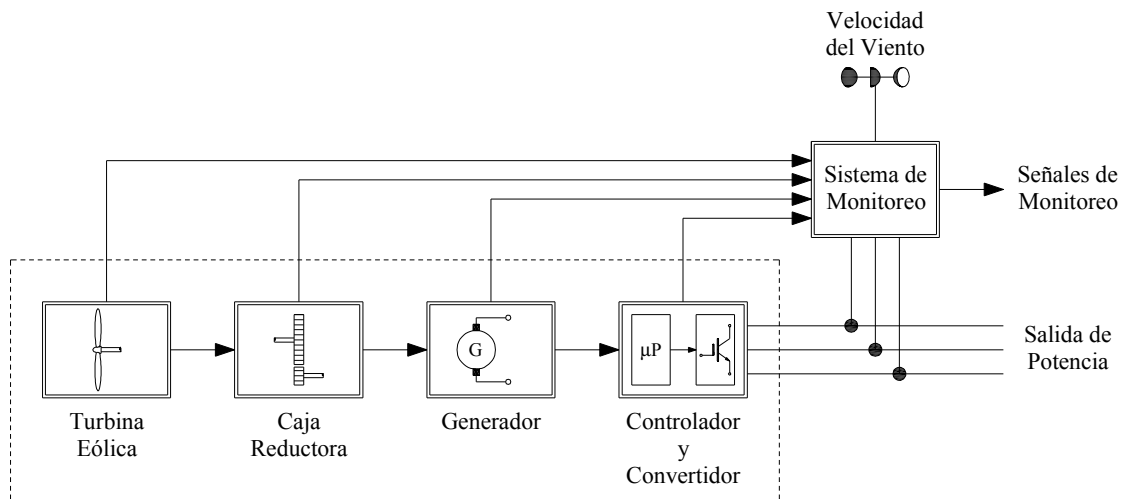 Velocidad
del Viento
Sistema de
Monitoreo
Señales de
Monitoreo
G
µP
Salida de
Potencia
Turbina
Eólica
Caja
Reductora
Generador
Controlador
y
Convertidor